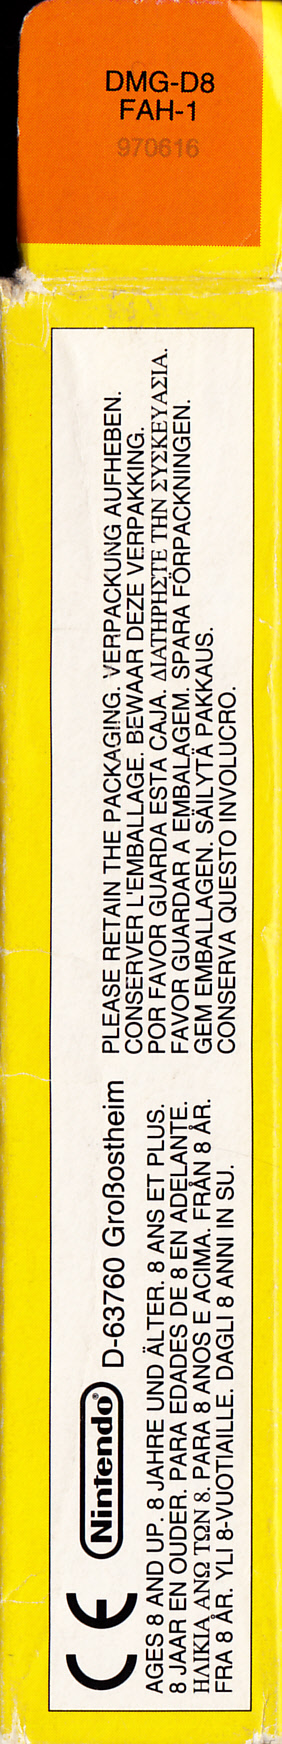 DMG-D8
FAH-1
970616
CE Nintendo® D-63760 Großostheim
AGES 8 AND UP. 8 JAHRE UND ÄLTER. 8 ANS ET PLUS.
8 JAAR EN OUDER. PARA EDADES DE 8 EN ADELANTE.
ΗΛΙΚΙΑ ΑΝΩ ΤΩΝ 8. PARA 8 ANOS E ACIMA. FRÅN 8 ÅR.
FRA 8 ÅR. YLI 8-VUOTIAILLE. DAGLI 8 ANNI IN SU.
PLEASE RETAIN THE PACKAGING. VERPACKUNG AUFHEBEN.
CONSERVER L'EMBALLAGE. BEWAAR DEZE VERPAKKING.
POR FAVOR GUARDA ESTA CAJA. ΔΙΑΤΗΡΗΣΤΕ ΤΗΝ ΣΥΣΚΕΥΑΣΙΑ.
FAVOR GUARDAR A EMBALAGEM. SPARA FÖRPACKNINGEN.
GEM EMBALLAGEN. SÄILYTÄ PAKKAUS.
CONSERVA QUESTO INVOLUCRO.